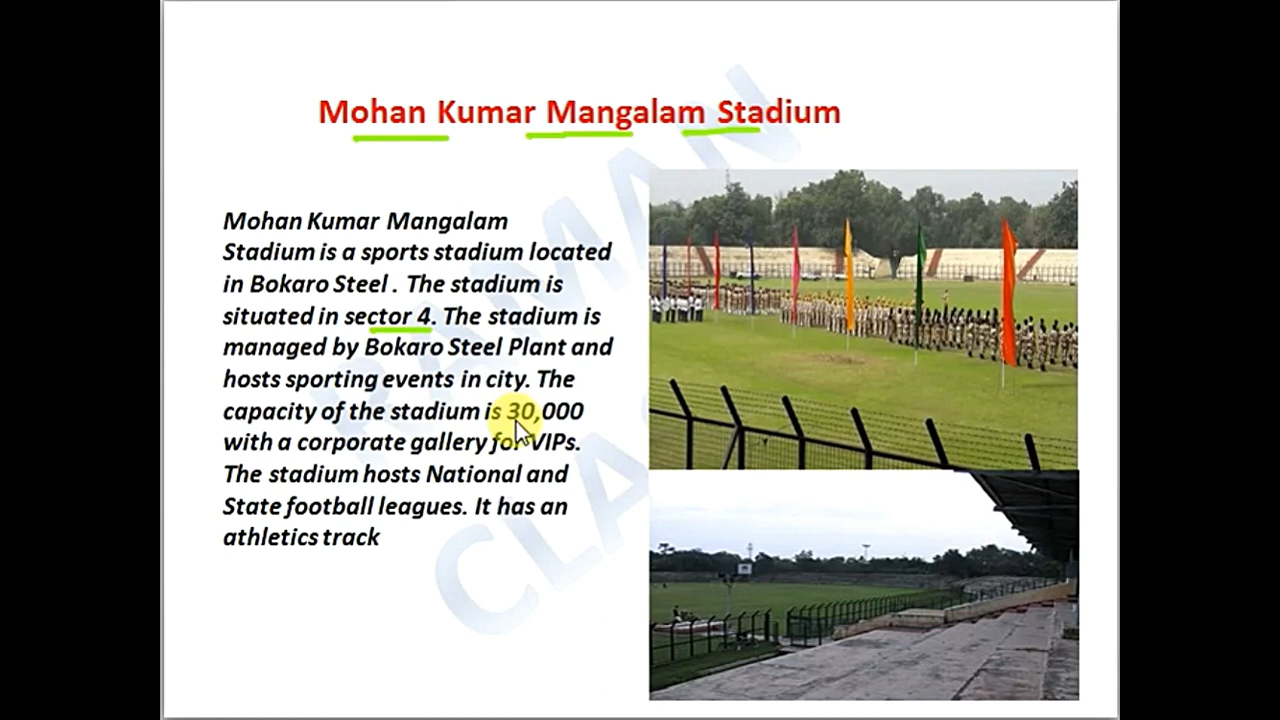 Mohan Kumar Mangalam Stadium
Mohan Kumar Mangalam
Stadium is a sports stadium located
in Bokaro Steel . The stadium is
situated in sector 4. The stadium is
managed by Bokaro Steel Plant and
hosts sporting events in city. The
capacity of the stadium is 30,000
with a corporate gallery for VIPs.
The stadium hosts National and
State football leagues. It has an
athletics track
RAMAN